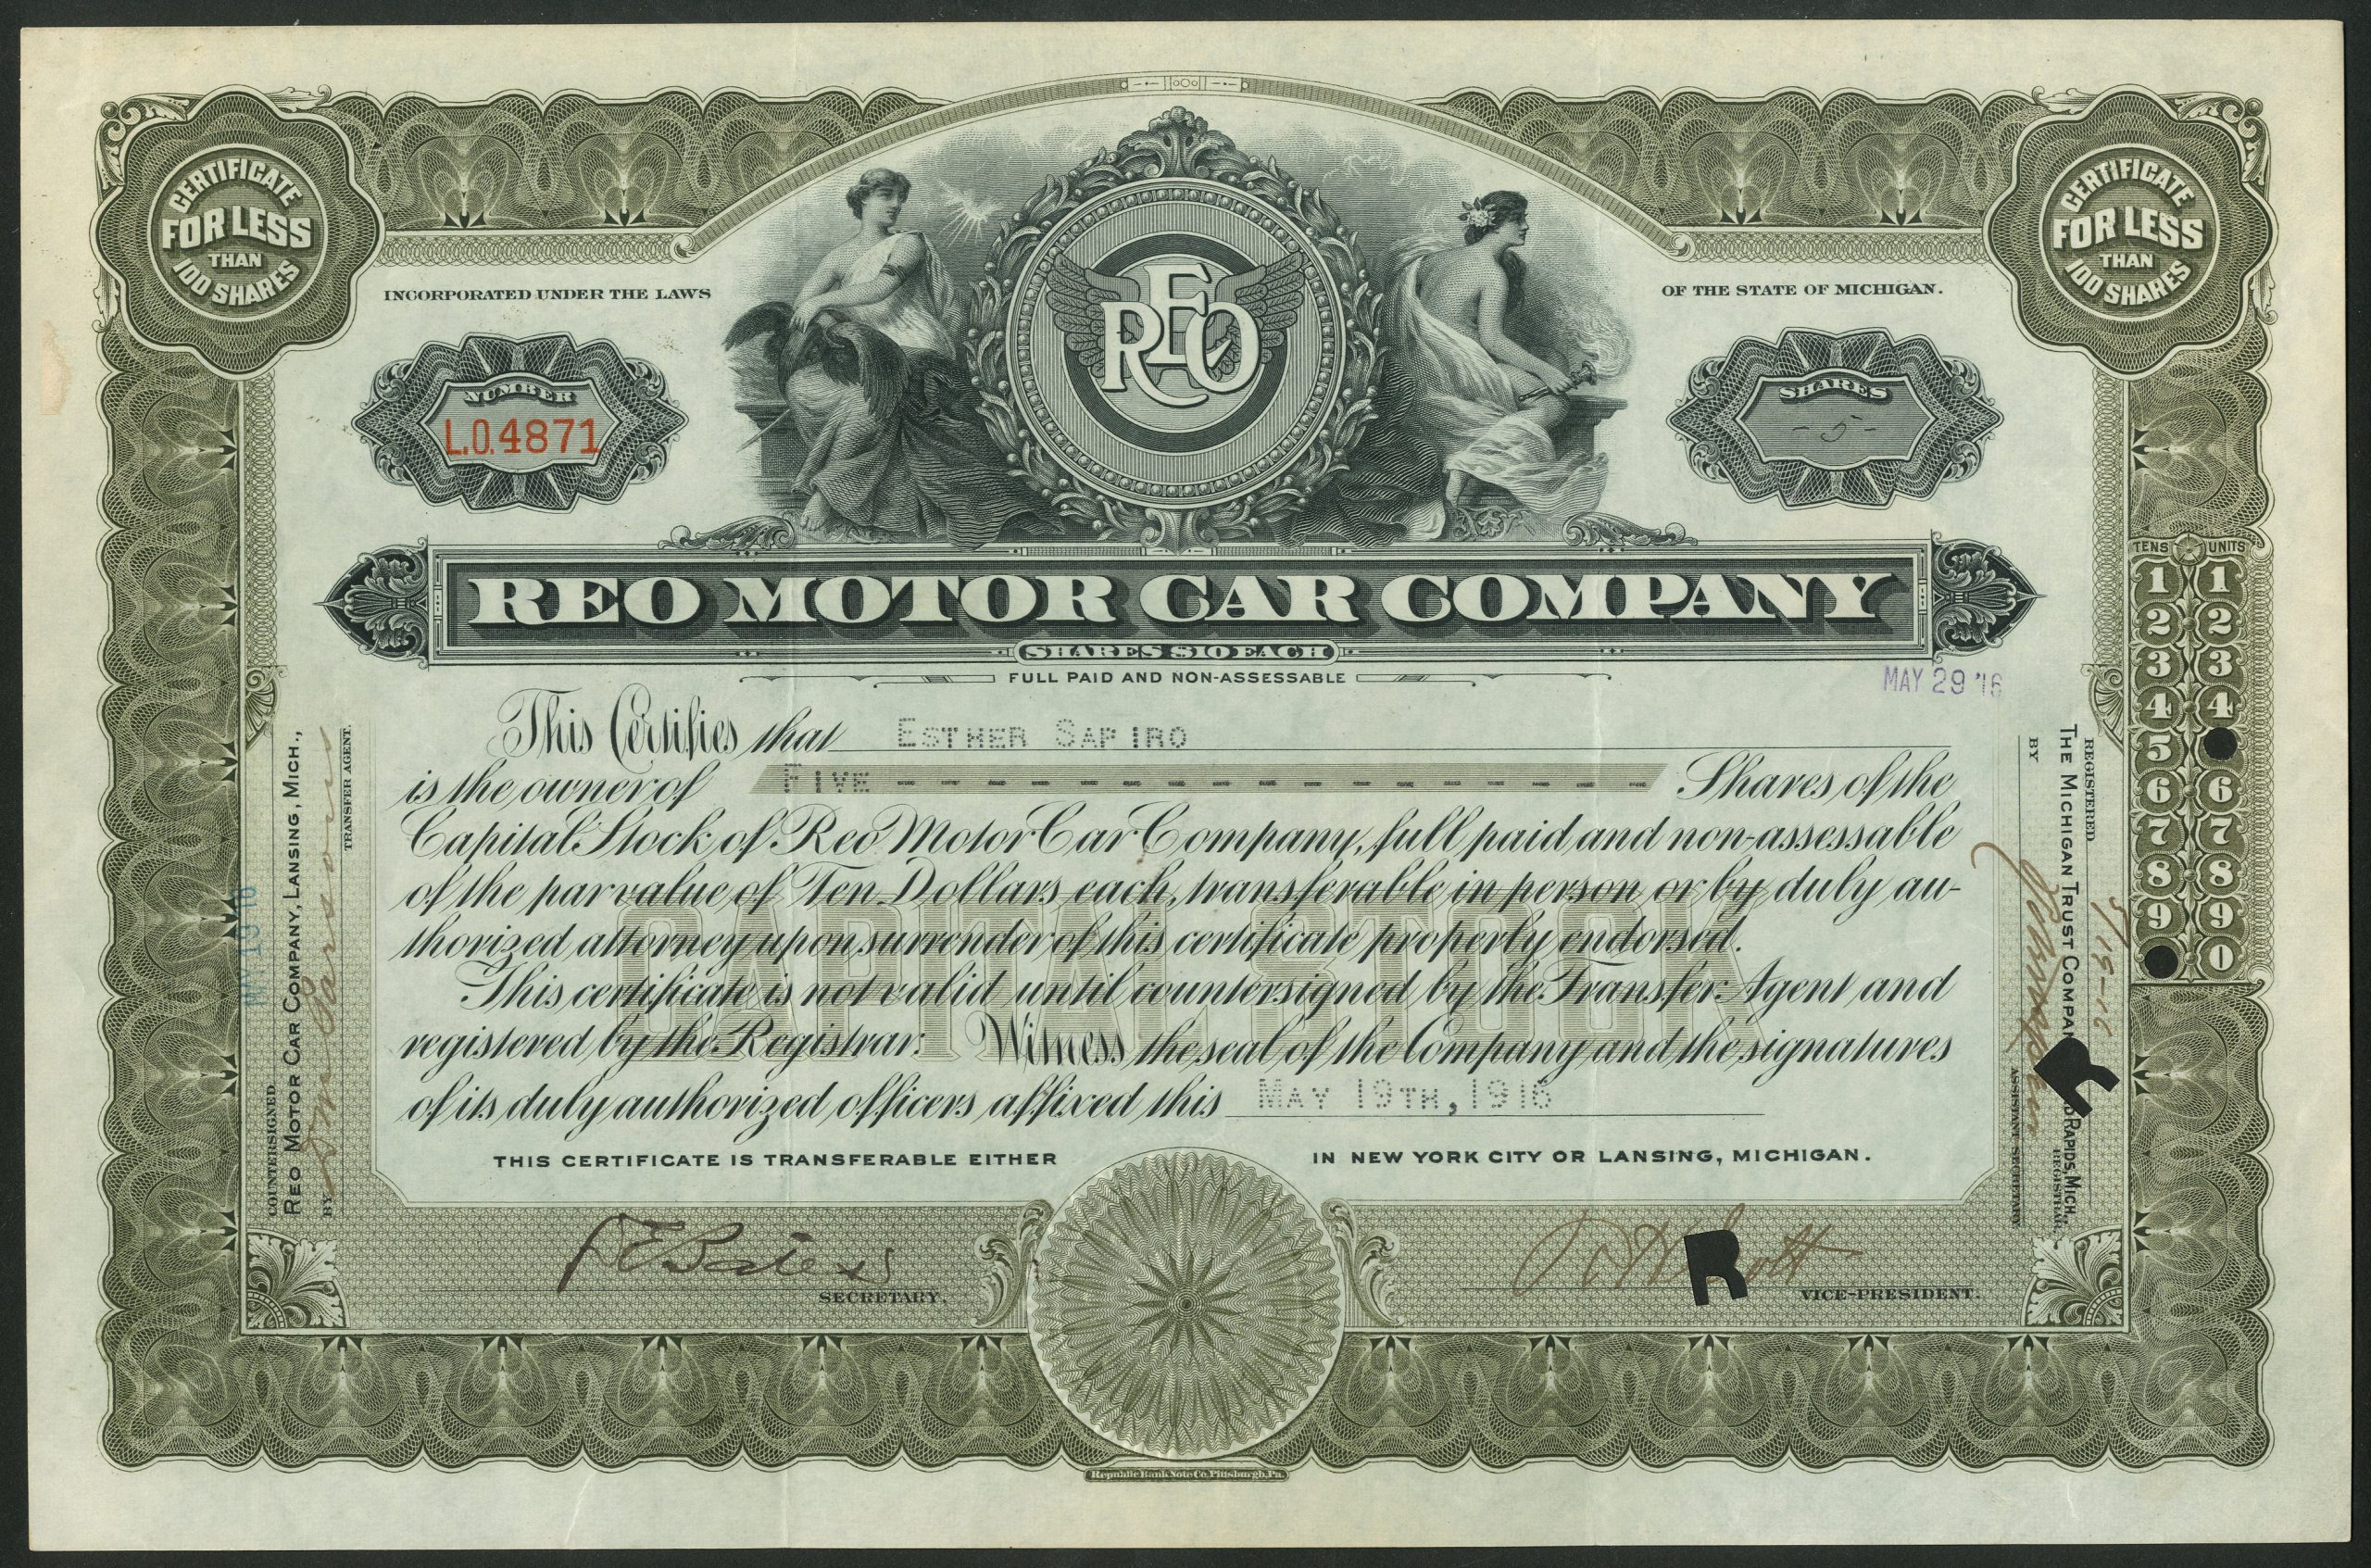 CERTIFICATE
FOR LESS
THAN
100 SHARES
CERTIFICATE
FOR LESS
THAN
100 SHARES
INCORPORATED UNDER THE LAWS
OF THE STATE OF MICHIGAN.
REO
NUMBER
L.O.4871
SHARES
- 5 -
REO MOTOR CAR COMPANY
SHARES $10 EACH
FULL PAID AND NON-ASSESSABLE
MAY 29 '16
This Certifies that ESTHER SAPIRO
is the owner of FIVE Shares of the
Capital Stock of Reo Motor Car Company, full paid and non-assessable
of the par value of Ten Dollars each, transferable in person or by duly au-
thorized attorney upon surrender of this certificate properly endorsed.
This certificate is not valid until countersigned by the Transfer Agent and
registered by the Registrar. Witness the seal of the Company and the signatures
of its duly authorized officers affixed this MAY 19TH, 1916
CAPITAL STOCK
THIS CERTIFICATE IS TRANSFERABLE EITHER
IN NEW YORK CITY OR LANSING, MICHIGAN.
SECRETARY.
VICE-PRESIDENT.
Republic Bank Note Co. Pittsburgh, Pa.
COUNTERSIGNED
REO MOTOR CAR COMPANY, LANSING, MICH.,
BY
TRANSFER AGENT.
1916
REGISTERED 5/19-16
THE MICHIGAN TRUST COMPAN RAPIDS, MICH.,
REGISTRAR.
BY
ASSISTANT SECRETARY
TENS UNITS
1 1
2 2
3 3
4 4
5
6 6
7 7
8 8
9 9
0